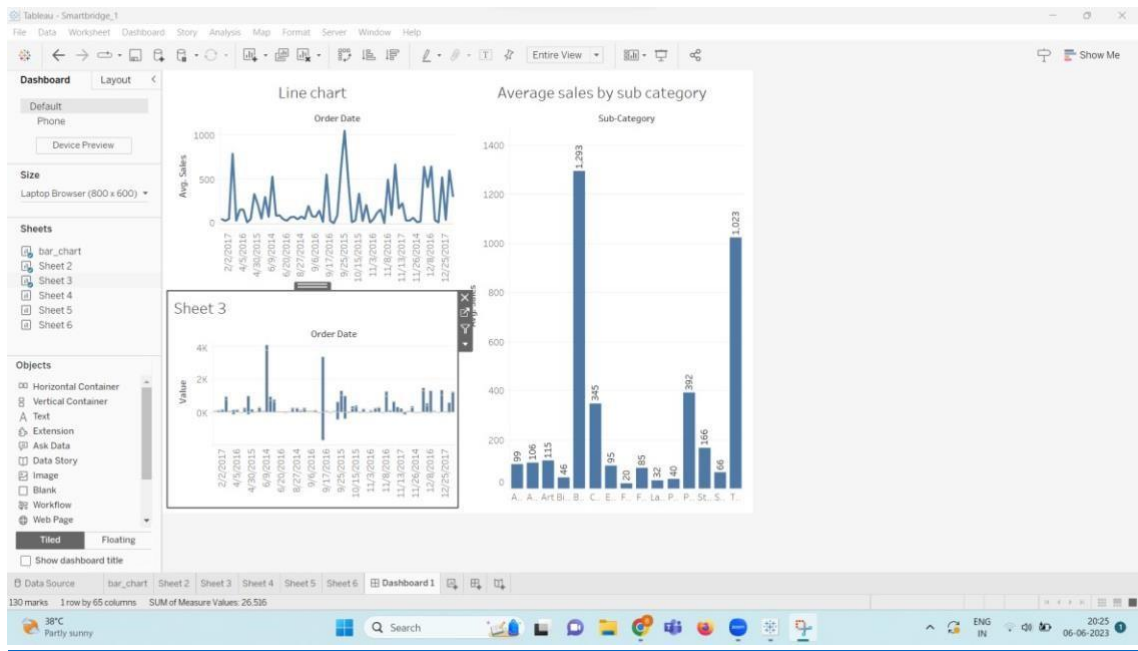 Tableau - Smartbridge_1
File Data Worksheet Dashboard Story Analysis Map Format Server Window Help
Entire View
Show Me
Dashboard Layout
Default
Phone
Device Preview
Size
Laptop Browser (800 x 600)
Sheets
bar_chart
Sheet 2
Sheet 3
Sheet 4
Sheet 5
Sheet 6
Objects
Horizontal Container
Vertical Container
A Text
Extension
Ask Data
Data Story
Image
Blank
Workflow
Web Page
Tiled Floating
Show dashboard title
Line chart
Order Date
Avg. Sales
1000
500
0
2/2/2017
4/5/2016
4/30/2015
6/9/2014
6/20/2016
8/27/2014
9/6/2016
9/17/2016
9/25/2015
10/15/2015
11/3/2016
11/8/2016
11/13/2017
11/26/2014
12/8/2016
12/25/2017
Sheet 3
Order Date
Value
4K
2K
0K
2/2/2017
4/5/2016
4/30/2015
6/9/2014
6/20/2016
8/27/2014
9/6/2016
9/17/2016
9/25/2015
10/15/2015
11/3/2016
11/8/2016
11/13/2017
11/26/2014
12/8/2016
12/25/2017
Average sales by sub category
Sub-Category
1400
1200
1000
800
600
400
200
0
99 106 115 46 1,293 345 95 20 85 32 40 392 166 66 1,023
A.. A.. Art Bi.. B.. C.. E.. F.. F.. La.. P.. P.. St.. S.. T..
Data Source bar_chart Sheet 2 Sheet 3 Sheet 4 Sheet 5 Sheet 6 Dashboard 1
130 marks 1 row by 65 columns SUM of Measure Values: 26,516
38°C
Partly sunny
Search
ENG
IN
20:25
06-06-2023